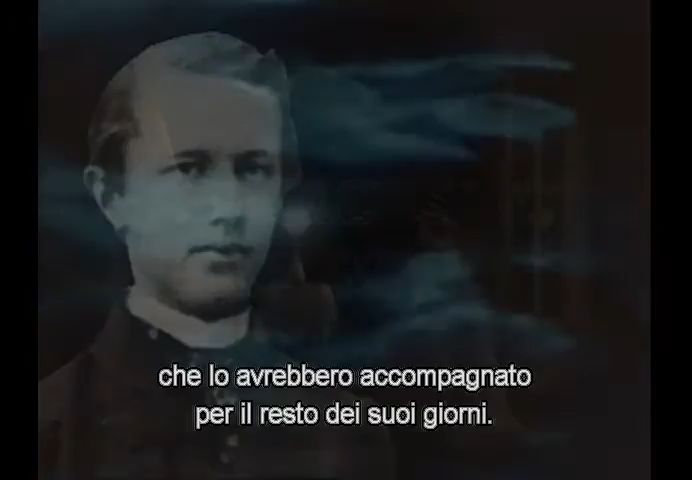 che lo avrebbero accompagnato
per il resto dei suoi giorni.